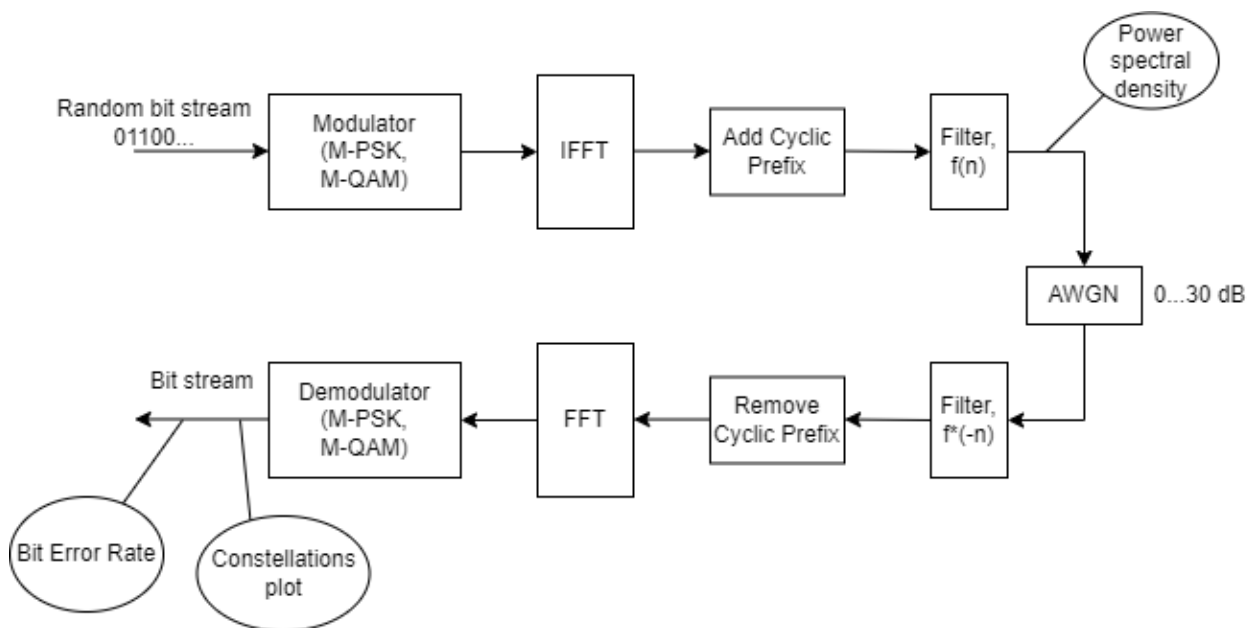 Random bit stream
01100...
Modulator
(M-PSK,
M-QAM)
IFFT
Add Cyclic
Prefix
Filter,
f(n)
Power
spectral
density
AWGN
0...30 dB
Bit stream
Demodulator
(M-PSK,
M-QAM)
FFT
Remove
Cyclic Prefix
Filter,
f*(-n)
Bit Error Rate
Constellations
plot